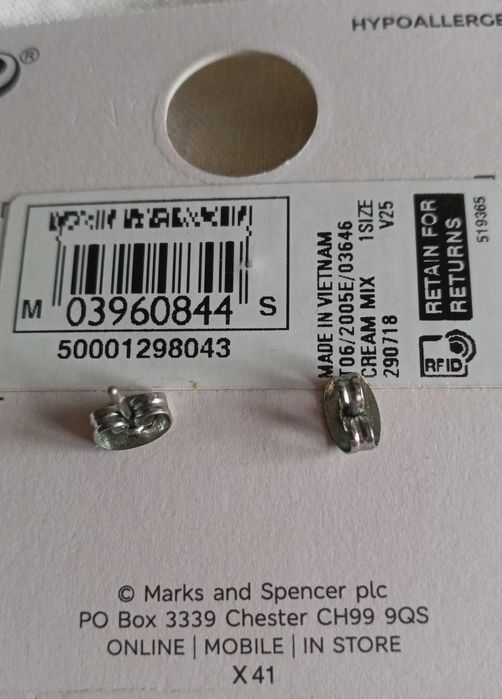 ®
HYPOALLERGE
M 03960844 S
50001298043
MADE IN VIETNAM
T06/2005E/03646
CREAM MIX 1SIZE
290718 V25
RETAIN FOR
RETURNS
RFID
519365
© Marks and Spencer plc
PO Box 3339 Chester CH99 9QS
ONLINE | MOBILE | IN STORE
X41